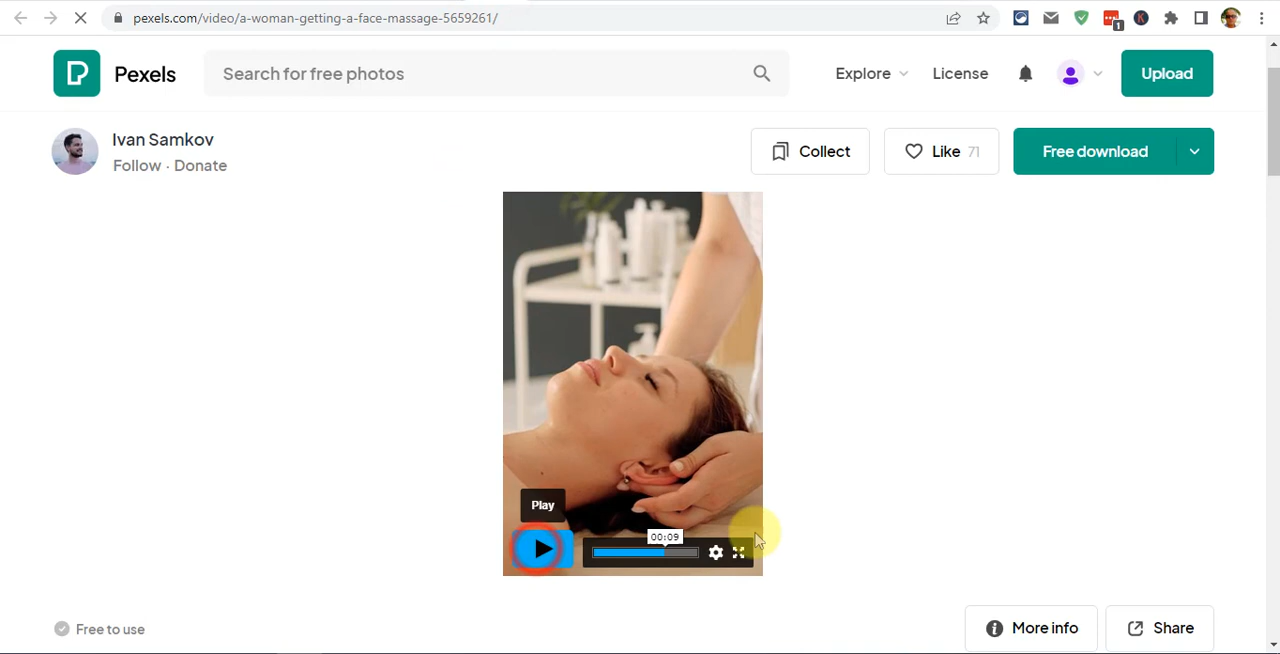 pexels.com/video/a-woman-getting-a-face-massage-5659261/
1
K
Pexels
Search for free photos
Explore
License
Upload
Ivan Samkov
Follow · Donate
Collect
Like 71
Free download
Play
00:09
Free to use
More info
Share